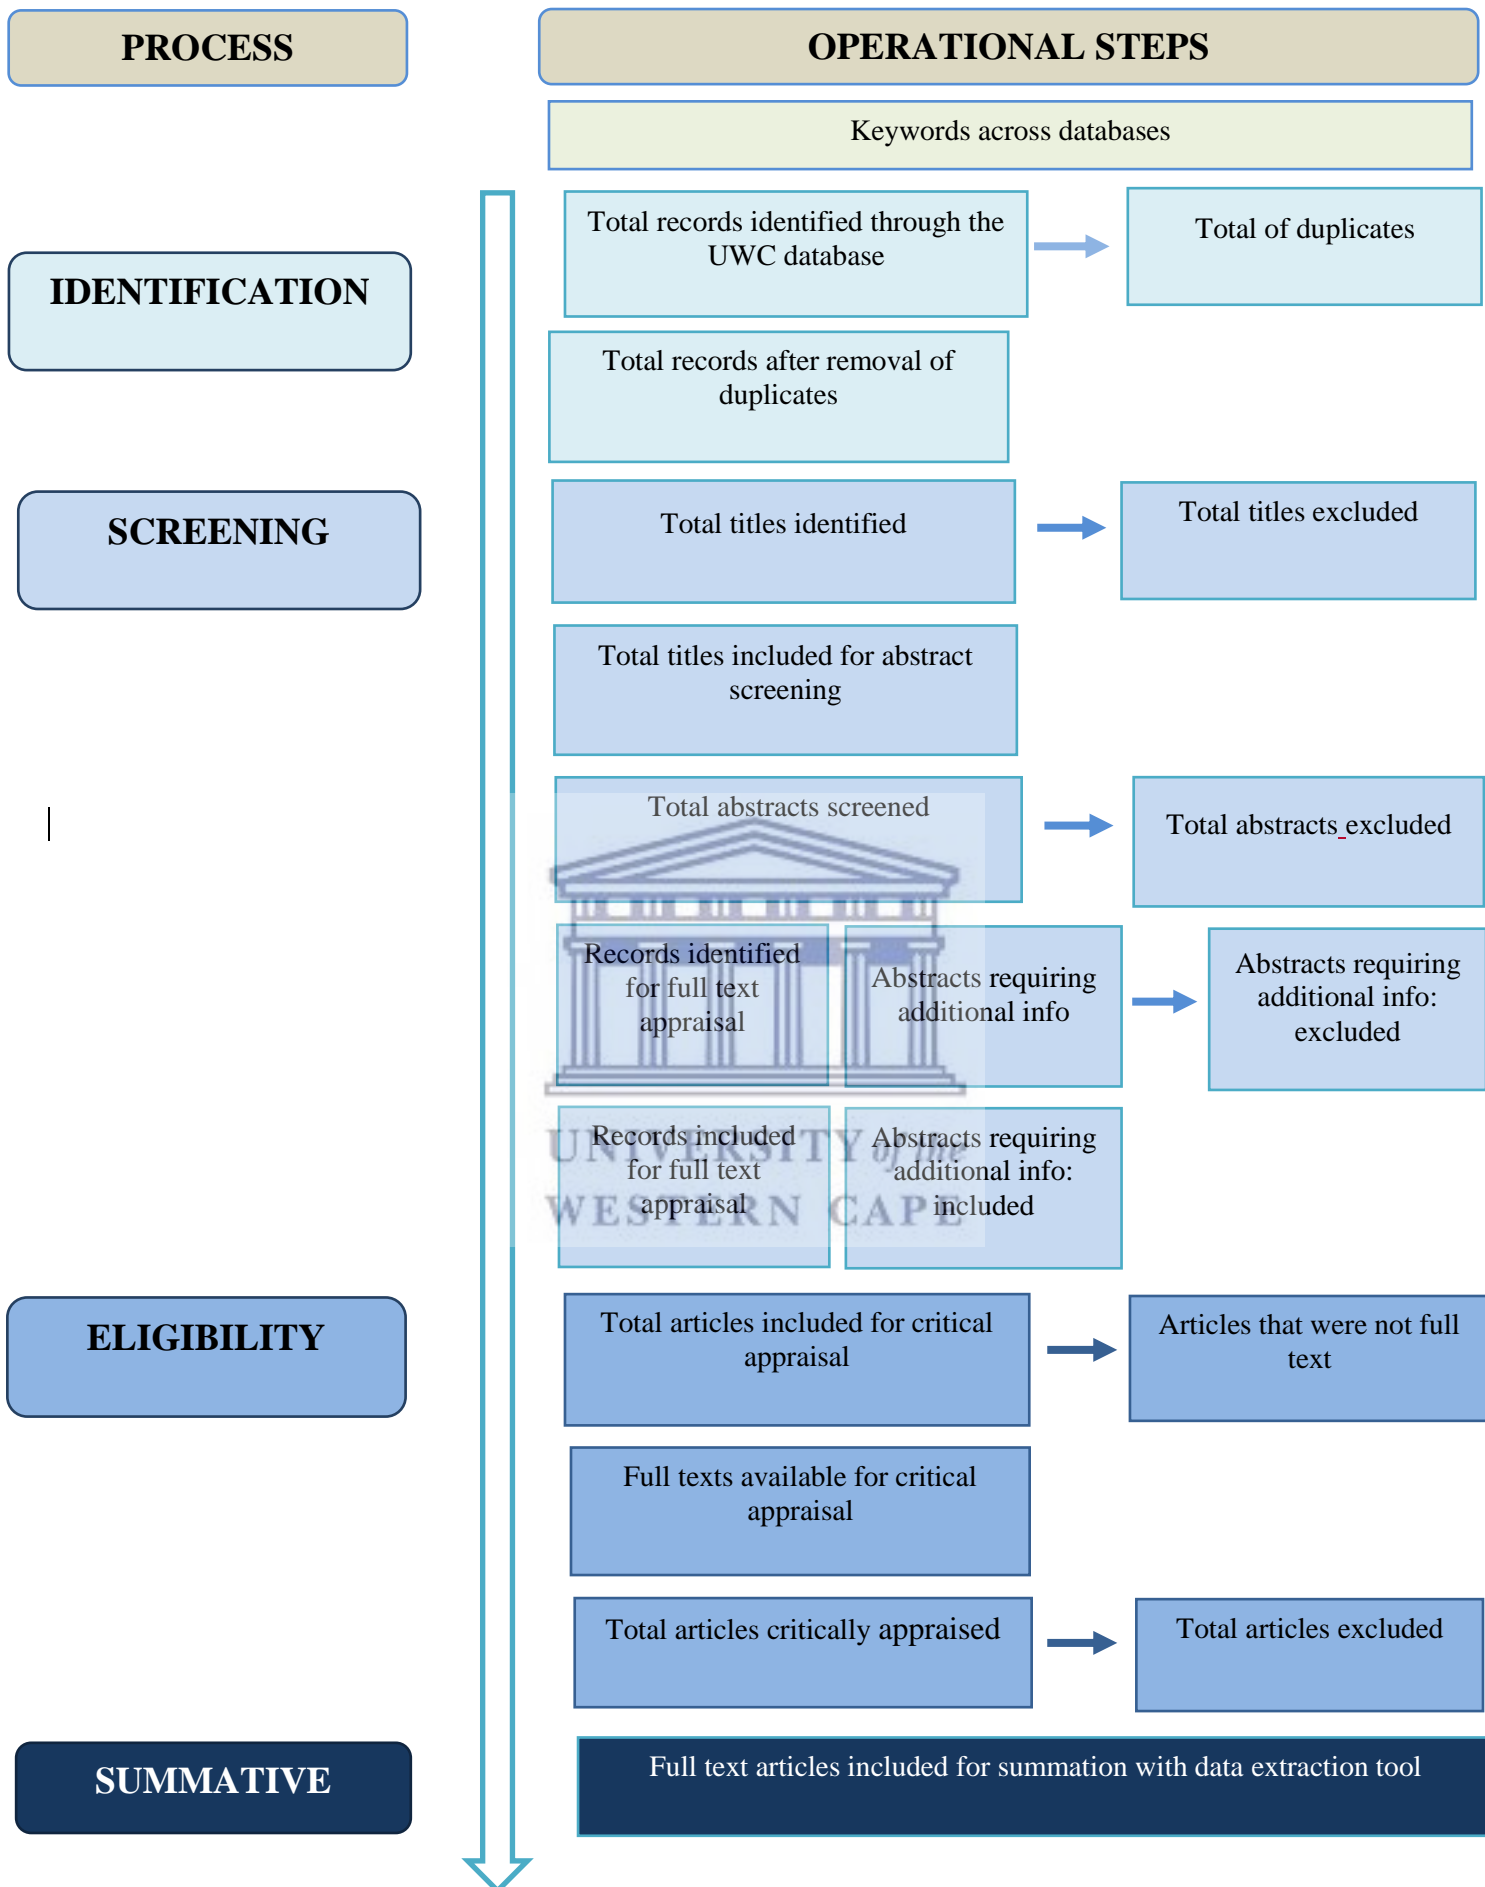 PROCESS
OPERATIONAL STEPS
Keywords across databases
IDENTIFICATION
Total records identified through the
UWC database
Total of duplicates
Total records after removal of
duplicates
SCREENING
Total titles identified
Total titles excluded
Total titles included for abstract
screening
Total abstracts screened
Total abstracts excluded
Records identified
for full text
appraisal
Abstracts requiring
additional info
Abstracts requiring
additional info:
excluded
Records included
for full text
appraisal
Abstracts requiring
additional info:
included
UNIVERSITY of the
WESTERN CAPE
ELIGIBILITY
Total articles included for critical
appraisal
Articles that were not full
text
Full texts available for critical
appraisal
Total articles critically appraised
Total articles excluded
SUMMATIVE
Full text articles included for summation with data extraction tool